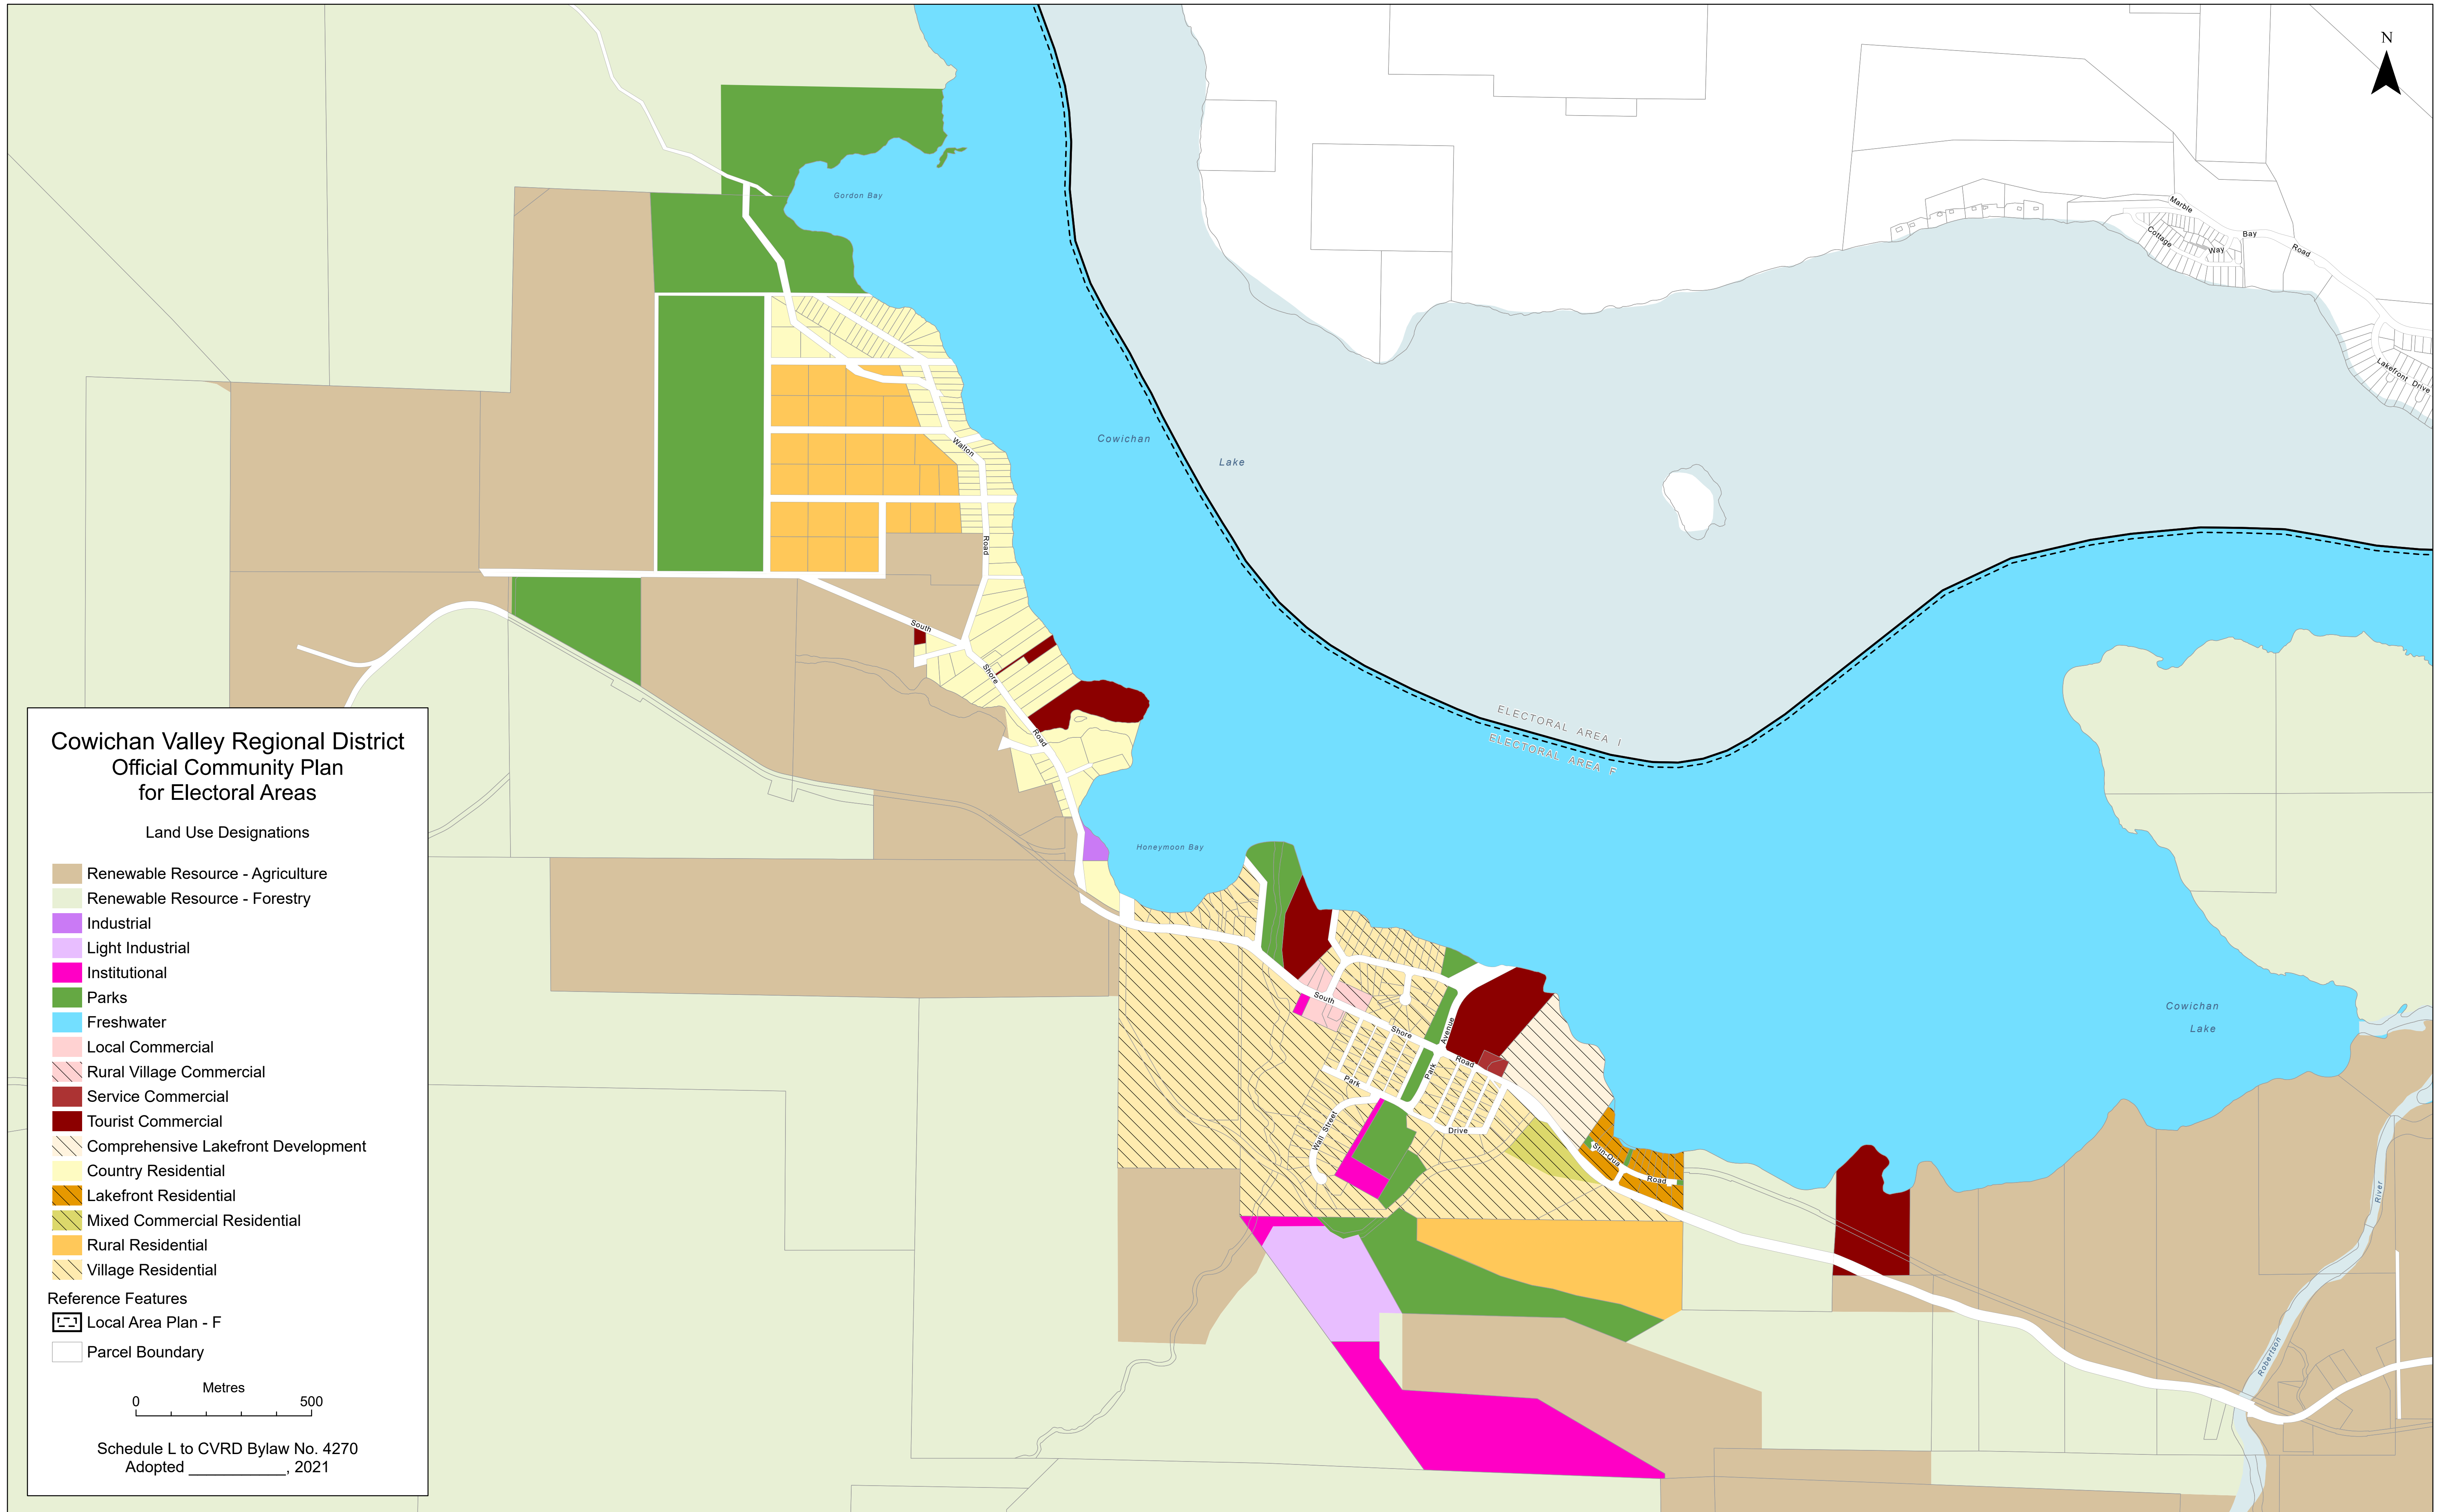 N
Gordon Bay
Marble
Bay
Road
Cottage
Way
Lakefront Drive
Cowichan
Lake
Walton
Road
South
Shore
Road
ELECTORAL AREA I
ELECTORAL AREA F
Honeymoon Bay
South
Shore
Road
Avenue
Park
Park
Drive
Wall Street
Slin-Qua
Road
Cowichan
Lake
River
Robertson
Cowichan Valley Regional District
Official Community Plan
for Electoral Areas
Land Use Designations
Renewable Resource - Agriculture
Renewable Resource - Forestry
Industrial
Light Industrial
Institutional
Parks
Freshwater
Local Commercial
Rural Village Commercial
Service Commercial
Tourist Commercial
Comprehensive Lakefront Development
Country Residential
Lakefront Residential
Mixed Commercial Residential
Rural Residential
Village Residential
Reference Features
Local Area Plan - F
Parcel Boundary
Metres
0 500
Schedule L to CVRD Bylaw No. 4270
Adopted ____________, 2021